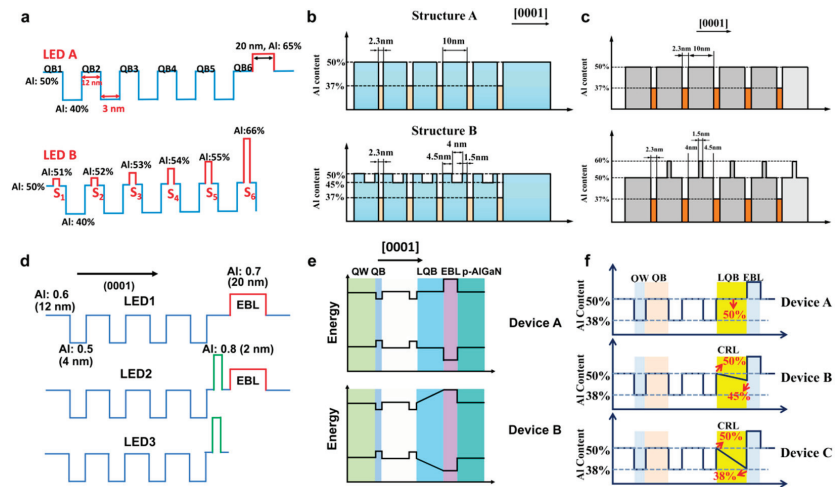 a
LED A
20 nm, Al: 65%
QB1 QB2 QB3 QB4 QB5 QB6
Al: 50%
12 nm
3 nm
Al: 40%
LED B
Al:51% Al:52% Al:53% Al:54% Al:55% Al:66%
Al: 50%
S1 S2 S3 S4 S5 S6
Al: 40%
b
Structure A
[0001]
2.3nm 10nm
50%
37%
Al content
Structure B
2.3nm 4.5nm 4 nm 1.5nm
50%
45%
37%
Al content
c
[0001]
2.3nm 10nm
50%
37%
Al content
1.5nm
2.3nm 4nm 4.5nm
60%
50%
37%
Al content
d
(0001)
Al: 0.6
(12 nm)
LED1
Al: 0.7
(20 nm)
EBL
Al: 0.5
(4 nm)
LED2
Al: 0.8 (2 nm)
EBL
LED3
e
[0001]
QW QB LQB EBL p-AlGaN
Energy
Device A
Energy
Device B
f
QW QB LQB EBL
Al Content
50%
38%
50%
Device A
CRL
Al Content
50%
38%
50%
45%
Device B
CRL
Al Content
50%
38%
50%
38%
Device C